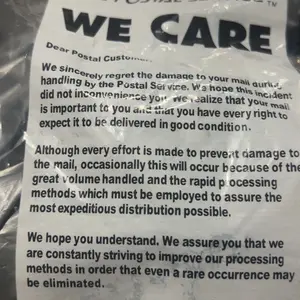 POSTAL SERVICE TM
WE CARE
Dear Postal Customer
We sincerely regret the damage to your mail during
handling by the Postal Service. We hope this incident
did not inconvenience you. We realize that your mail
is important to you and that you have every right to
expect it to be delivered in good condition.
Although every effort is made to prevent damage to
the mail, occasionally this will occur because of the
great volume handled and the rapid processing
methods which must be employed to assure the
most expeditious distribution possible.
We hope you understand. We assure you that we
are constantly striving to improve our processing
methods in order that even a rare occurrence may
be eliminated.